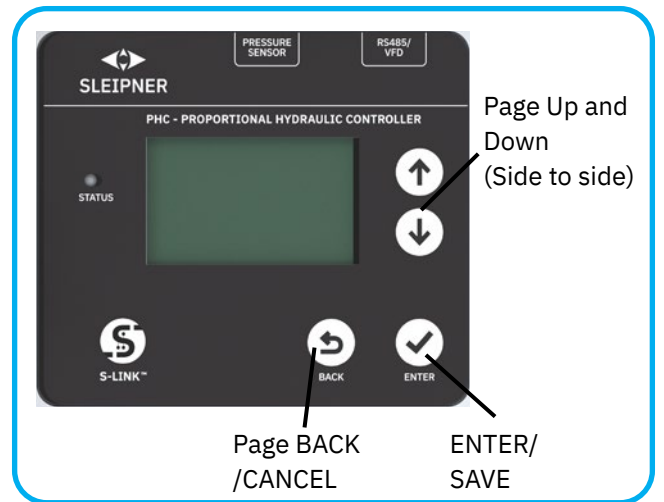 PRESSURE
SENSOR
RS485/
VFD
SLEIPNER
PHC - PROPORTIONAL HYDRAULIC CONTROLLER
Page Up and
Down
(Side to side)
STATUS
S-LINK™
BACK
ENTER
Page BACK
/CANCEL
ENTER/
SAVE